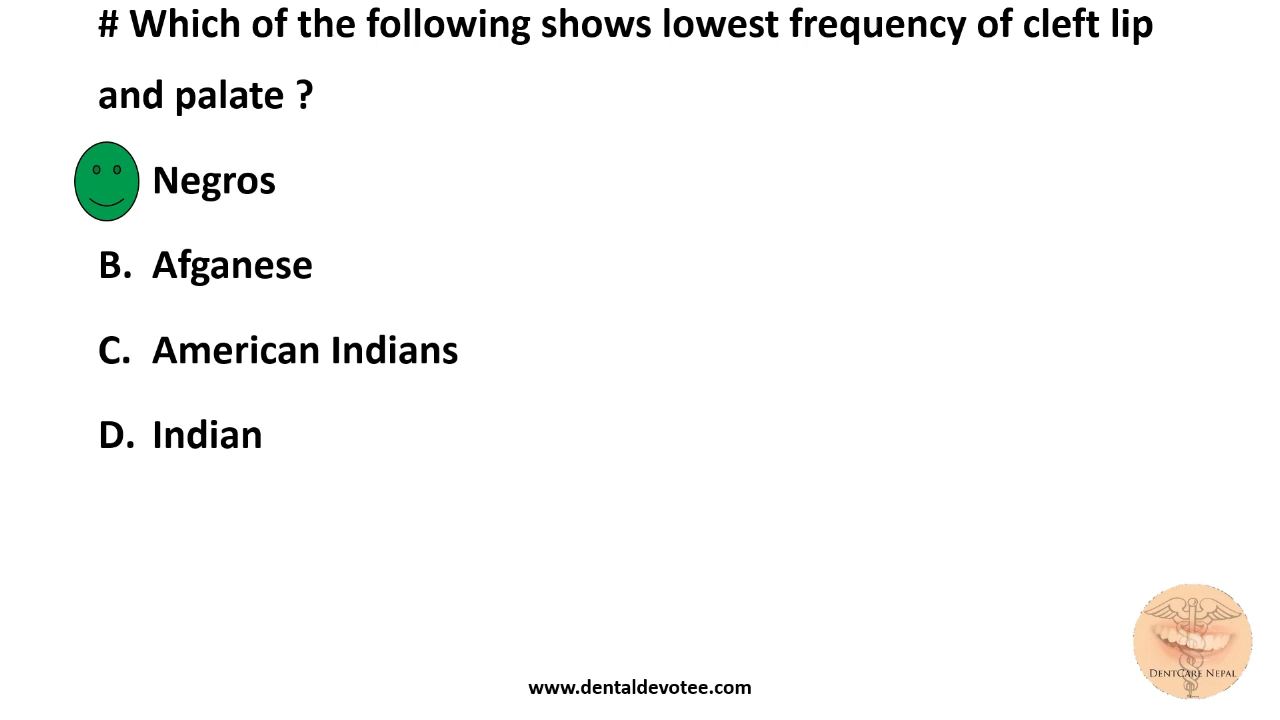 # Which of the following shows lowest frequency of cleft lip
and palate ?
Negros
B. Afganese
C. American Indians
D. Indian
DENTCARE NEPAL
www.dentaldevotee.com